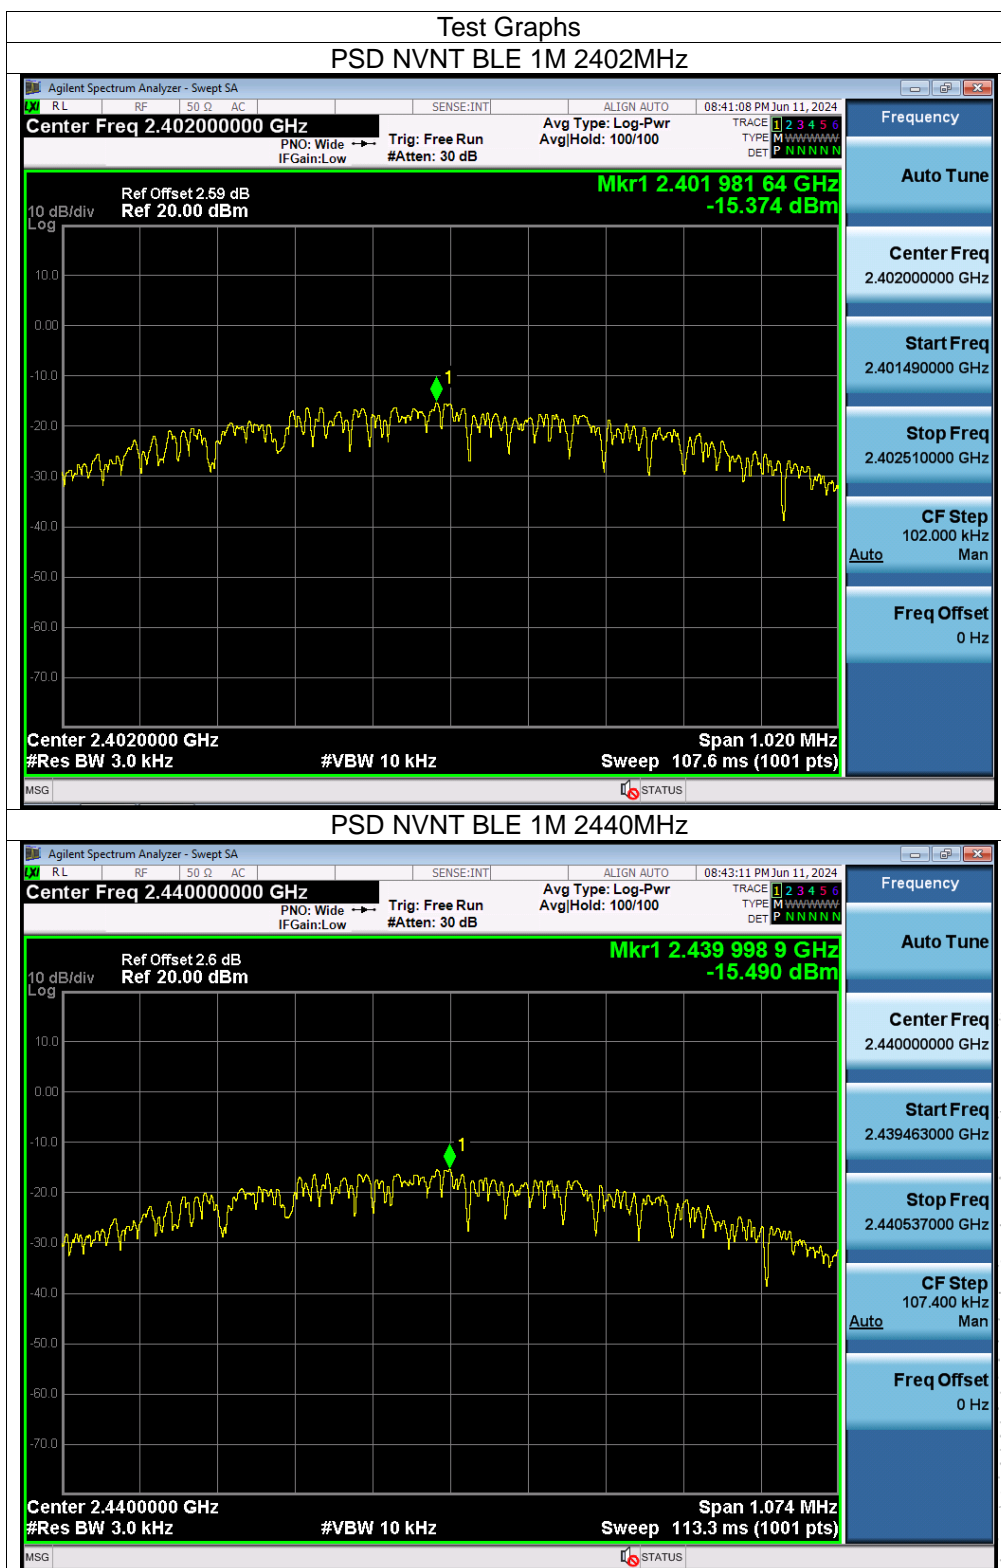 Test Graphs
PSD NVNT BLE 1M 2402MHz
Agilent Spectrum Analyzer - Swept SA
LXI RL RF 50 Ω AC SENSE:INT ALIGN AUTO 08:41:08 PM Jun 11, 2024
Center Freq 2.402000000 GHz
PNO: Wide
IFGain:Low
Trig: Free Run
#Atten: 30 dB
Avg Type: Log-Pwr
Avg|Hold: 100/100
TRACE 1 2 3 4 5 6
TYPE M WWWWW
DET P N N N N N
Frequency
Ref Offset 2.59 dB
10 dB/div Ref 20.00 dBm
Log
Mkr1 2.401 981 64 GHz
-15.374 dBm
10.0
0.00
-10.0
-20.0
-30.0
-40.0
-50.0
-60.0
-70.0
1
Center 2.4020000 GHz Span 1.020 MHz
#Res BW 3.0 kHz #VBW 10 kHz Sweep 107.6 ms (1001 pts)
MSG STATUS
Auto Tune
Center Freq
2.402000000 GHz
Start Freq
2.401490000 GHz
Stop Freq
2.402510000 GHz
CF Step
102.000 kHz
Auto Man
Freq Offset
0 Hz
PSD NVNT BLE 1M 2440MHz
Agilent Spectrum Analyzer - Swept SA
LXI RL RF 50 Ω AC SENSE:INT ALIGN AUTO 08:43:11 PM Jun 11, 2024
Center Freq 2.440000000 GHz
PNO: Wide
IFGain:Low
Trig: Free Run
#Atten: 30 dB
Avg Type: Log-Pwr
Avg|Hold: 100/100
TRACE 1 2 3 4 5 6
TYPE M WWWWW
DET P N N N N N
Frequency
Ref Offset 2.6 dB
10 dB/div Ref 20.00 dBm
Log
Mkr1 2.439 998 9 GHz
-15.490 dBm
10.0
0.00
-10.0
-20.0
-30.0
-40.0
-50.0
-60.0
-70.0
1
Center 2.4400000 GHz Span 1.074 MHz
#Res BW 3.0 kHz #VBW 10 kHz Sweep 113.3 ms (1001 pts)
MSG STATUS
Auto Tune
Center Freq
2.440000000 GHz
Start Freq
2.439463000 GHz
Stop Freq
2.440537000 GHz
CF Step
107.400 kHz
Auto Man
Freq Offset
0 Hz